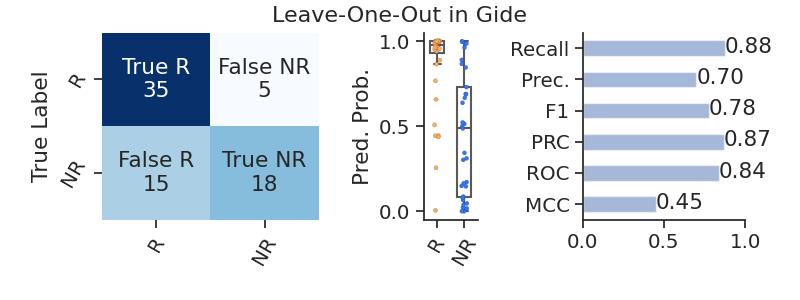 Leave-One-Out in Gide
True Label
R
NR
True R
35
False NR
5
False R
15
True NR
18
R
NR
Pred. Prob.
1.0
0.5
0.0
R
NR
Recall
Prec.
F1
PRC
ROC
MCC
0.88
0.70
0.78
0.87
0.84
0.45
0.0
0.5
1.0